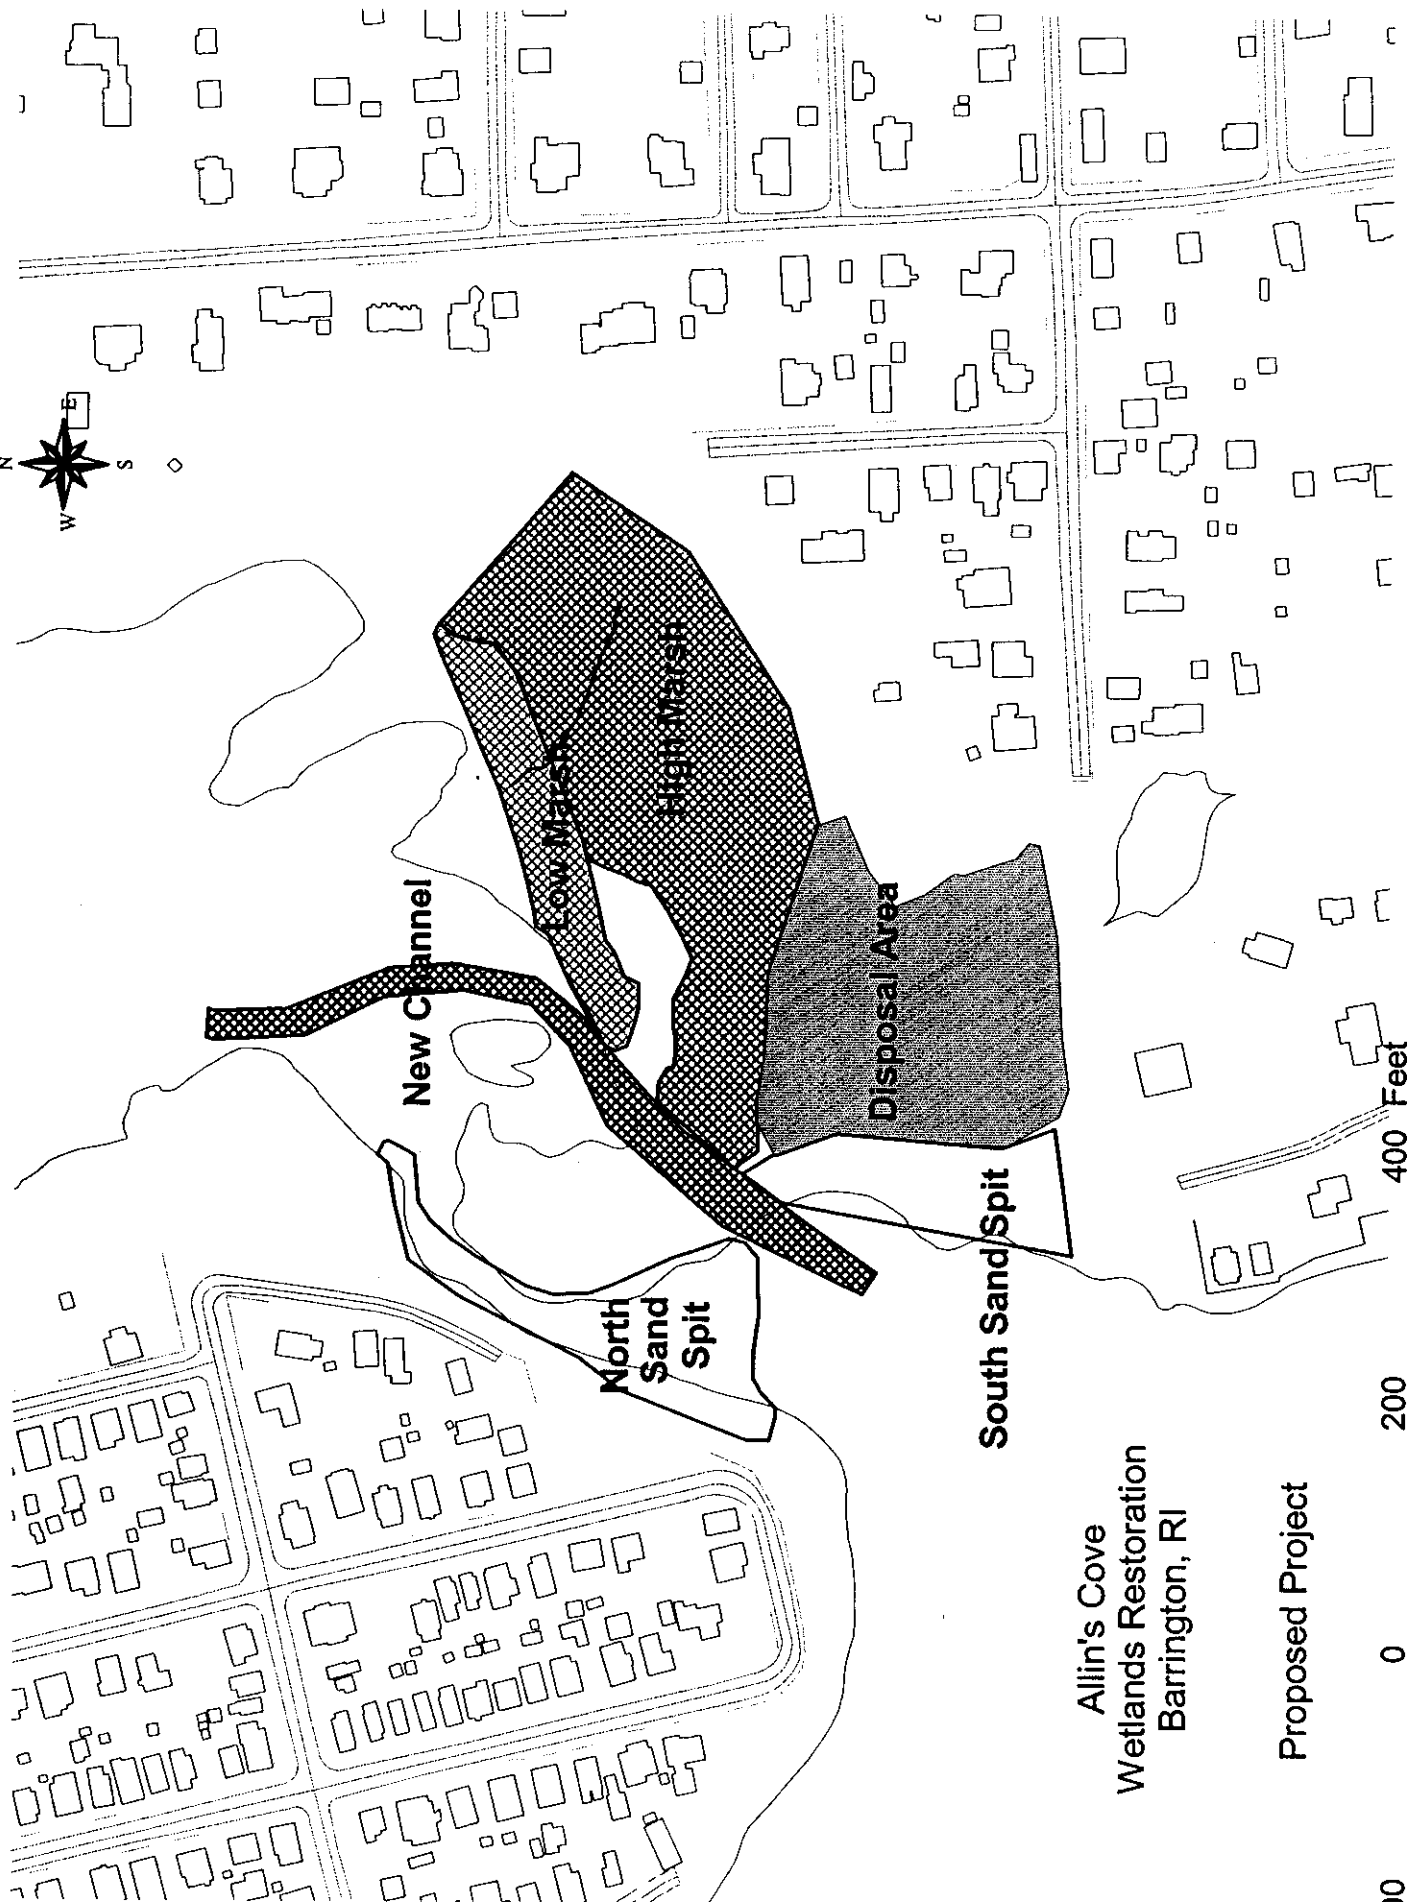 N
W
E
S
New Channel
Low Marsh
High Marsh
Disposal Area
North
Sand
Spit
South Sand Spit
Allin's Cove
Wetlands Restoration
Barrington, RI
Proposed Project
0
200
400 Feet